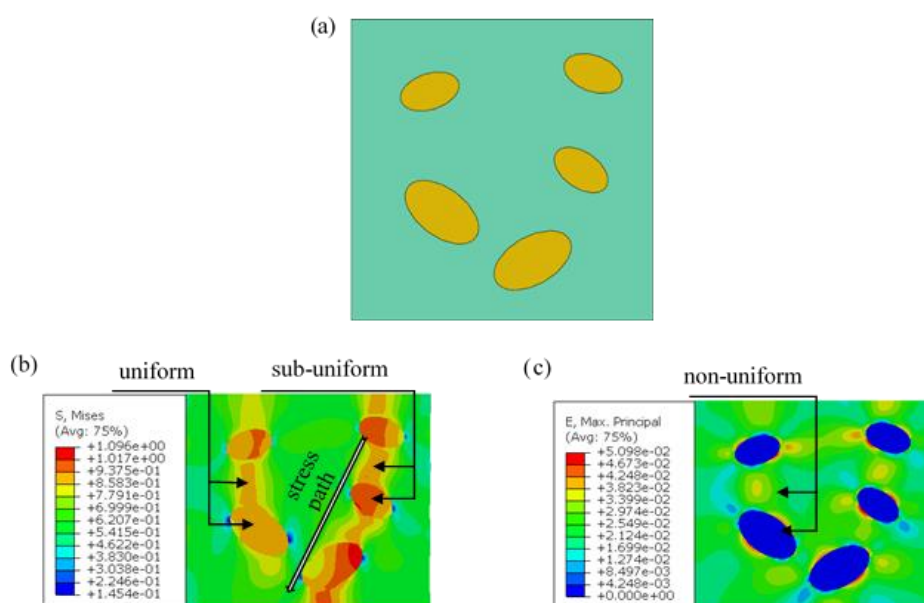 (a)
(b)
uniform
sub-uniform
S, Mises
(Avg: 75%)
+1.096e+00
+1.017e+00
+9.375e-01
+8.583e-01
+7.791e-01
+6.999e-01
+6.207e-01
+5.415e-01
+4.622e-01
+3.830e-01
+3.038e-01
+2.246e-01
+1.454e-01
stress
path
(c)
non-uniform
E, Max. Principal
(Avg: 75%)
+5.098e-02
+4.673e-02
+4.248e-02
+3.823e-02
+3.399e-02
+2.974e-02
+2.549e-02
+2.124e-02
+1.699e-02
+1.274e-02
+8.497e-03
+4.248e-03
+0.000e+00